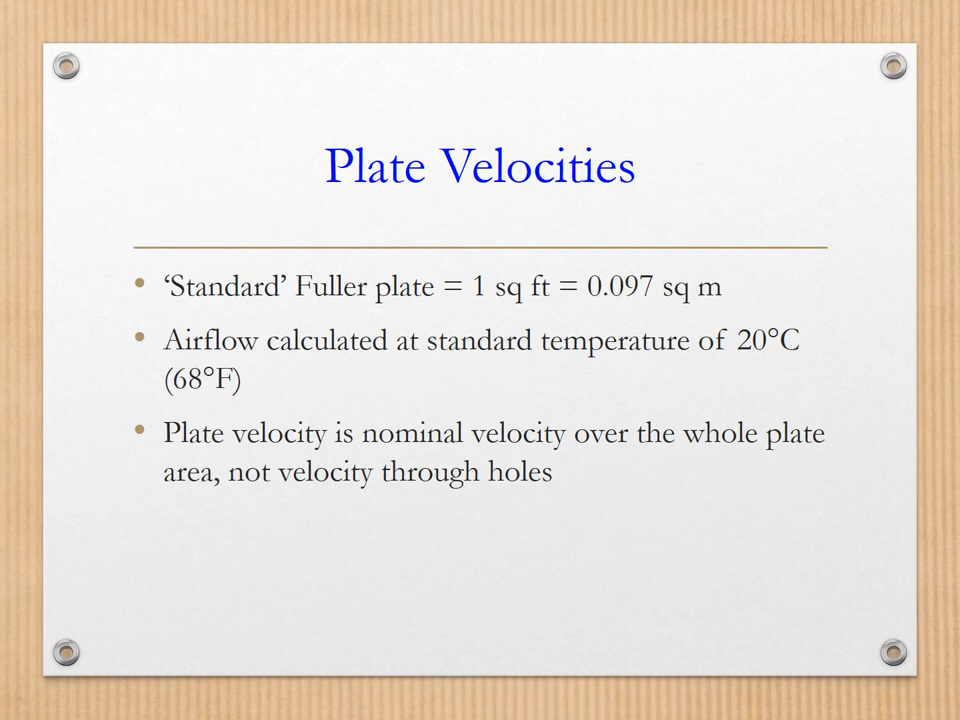 Plate Velocities
• ‘Standard’ Fuller plate = 1 sq ft = 0.097 sq m
• Airflow calculated at standard temperature of 20°C
(68°F)
• Plate velocity is nominal velocity over the whole plate
area, not velocity through holes